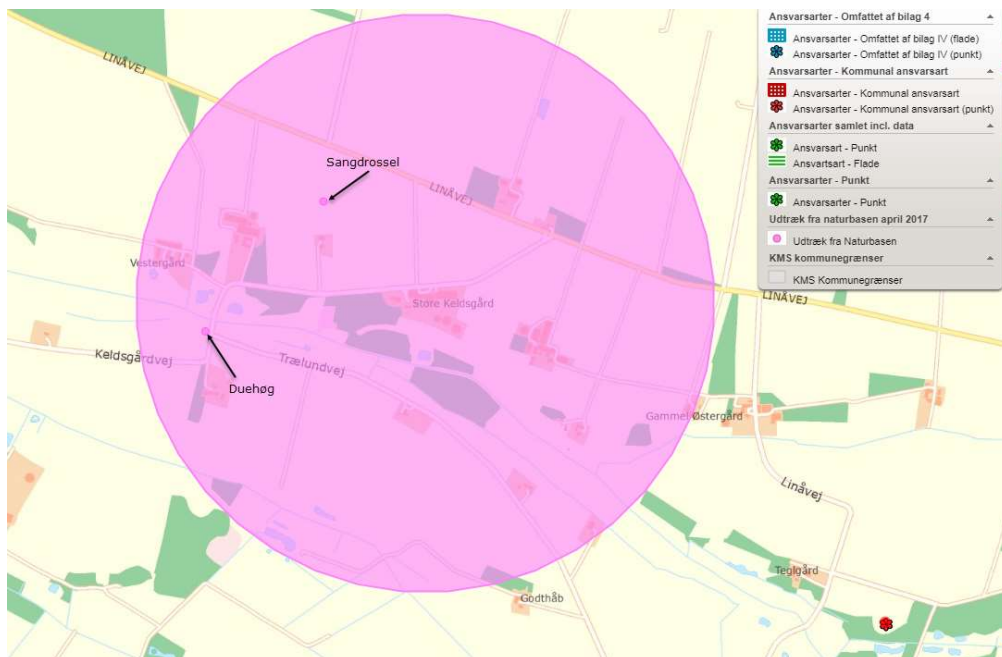 Ansvarsarter - Omfattet af bilag 4
Ansvarsarter - Omfattet af bilag IV (flade)
Ansvarsarter - Omfattet af bilag IV (punkt)
Ansvarsarter - Kommunal ansvarsart
Ansvarsarter - Kommunal ansvarsart
Ansvarsarter - Kommunal ansvarsart (punkt)
Ansvarsarter samlet incl. data
Ansvarsart - Punkt
Ansvartsart - Flade
Ansvarsarter - Punkt
Ansvarsarter - Punkt
Udtræk fra naturbasen april 2017
Udtræk fra Naturbasen
KMS kommunegrænser
KMS Kommunegrænser
LINÅVEJ
Sangdrossel
LINÅVEJ
Vestergård
Store Keldsgård
LINÅVEJ
Keldsgårdvej
Trælundvej
Duehøg
Gammel Østergård
Linåvej
Teglgård
Godthåb